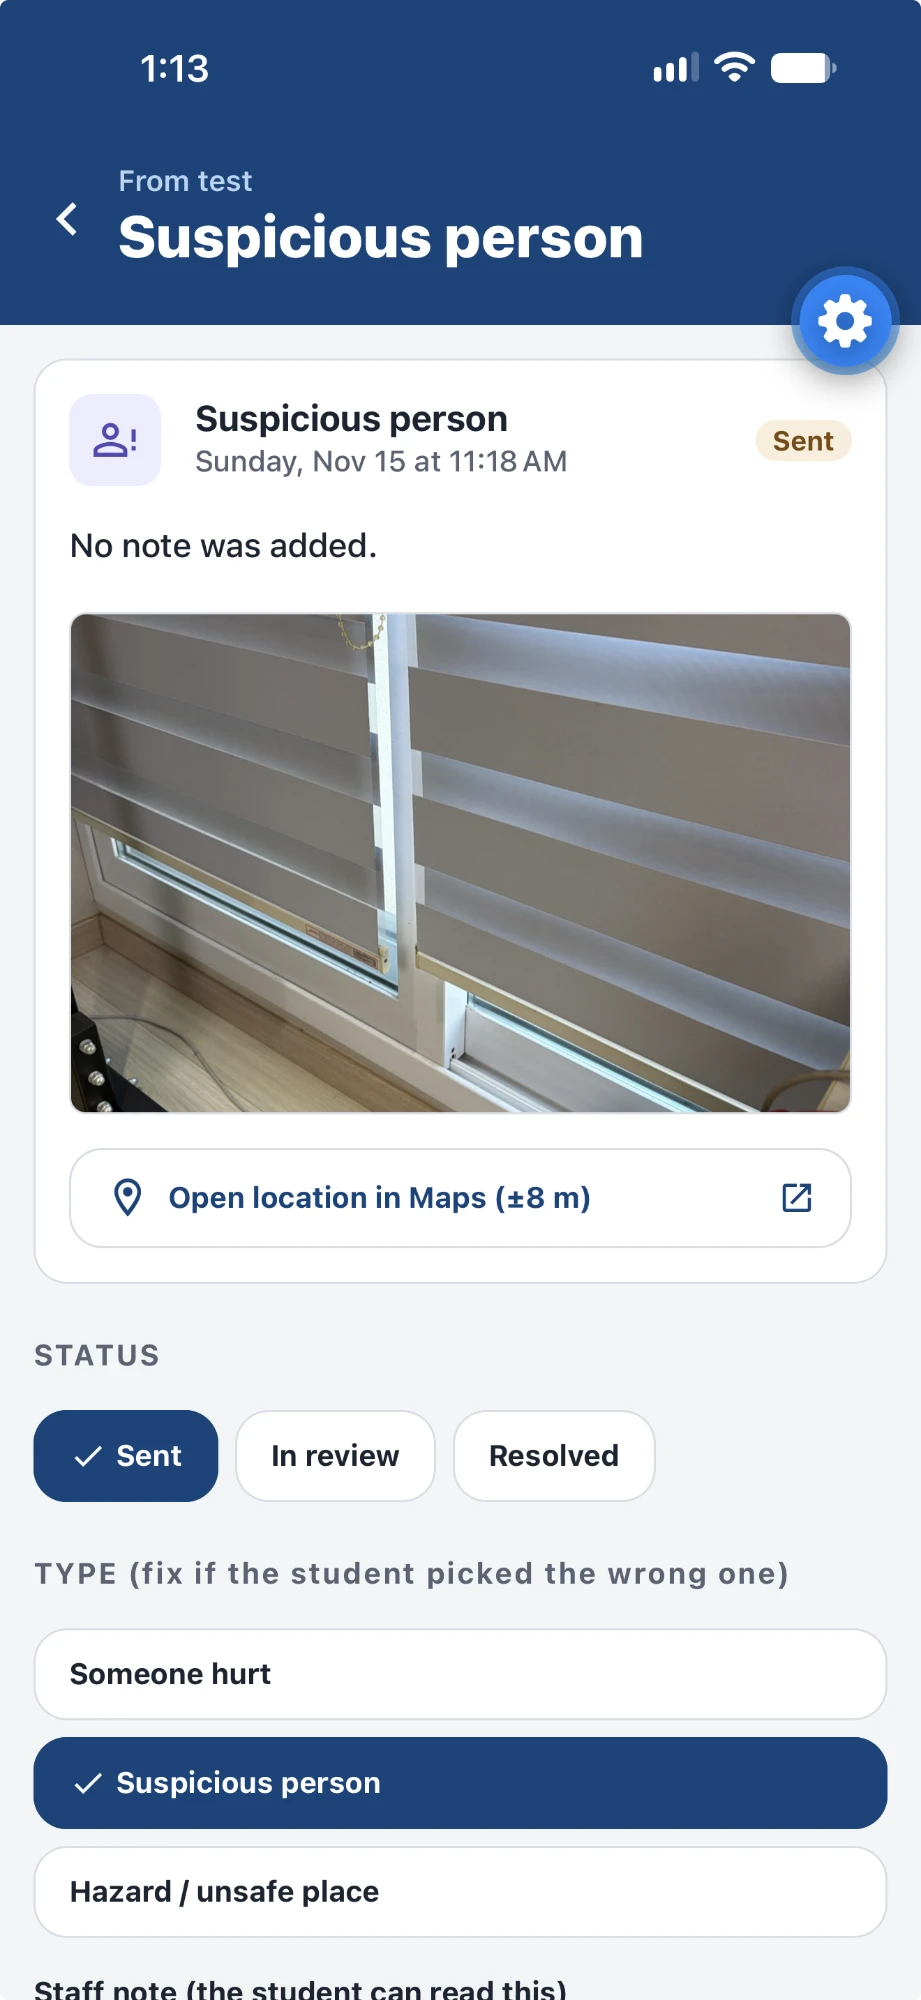 1:13
From test
Suspicious person
Suspicious person
Sunday, Nov 15 at 11:18 AM
Sent
No note was added.
Open location in Maps (±8 m)
STATUS
Sent
In review
Resolved
TYPE (fix if the student picked the wrong one)
Someone hurt
Suspicious person
Hazard / unsafe place
Staff note (the student can read this)